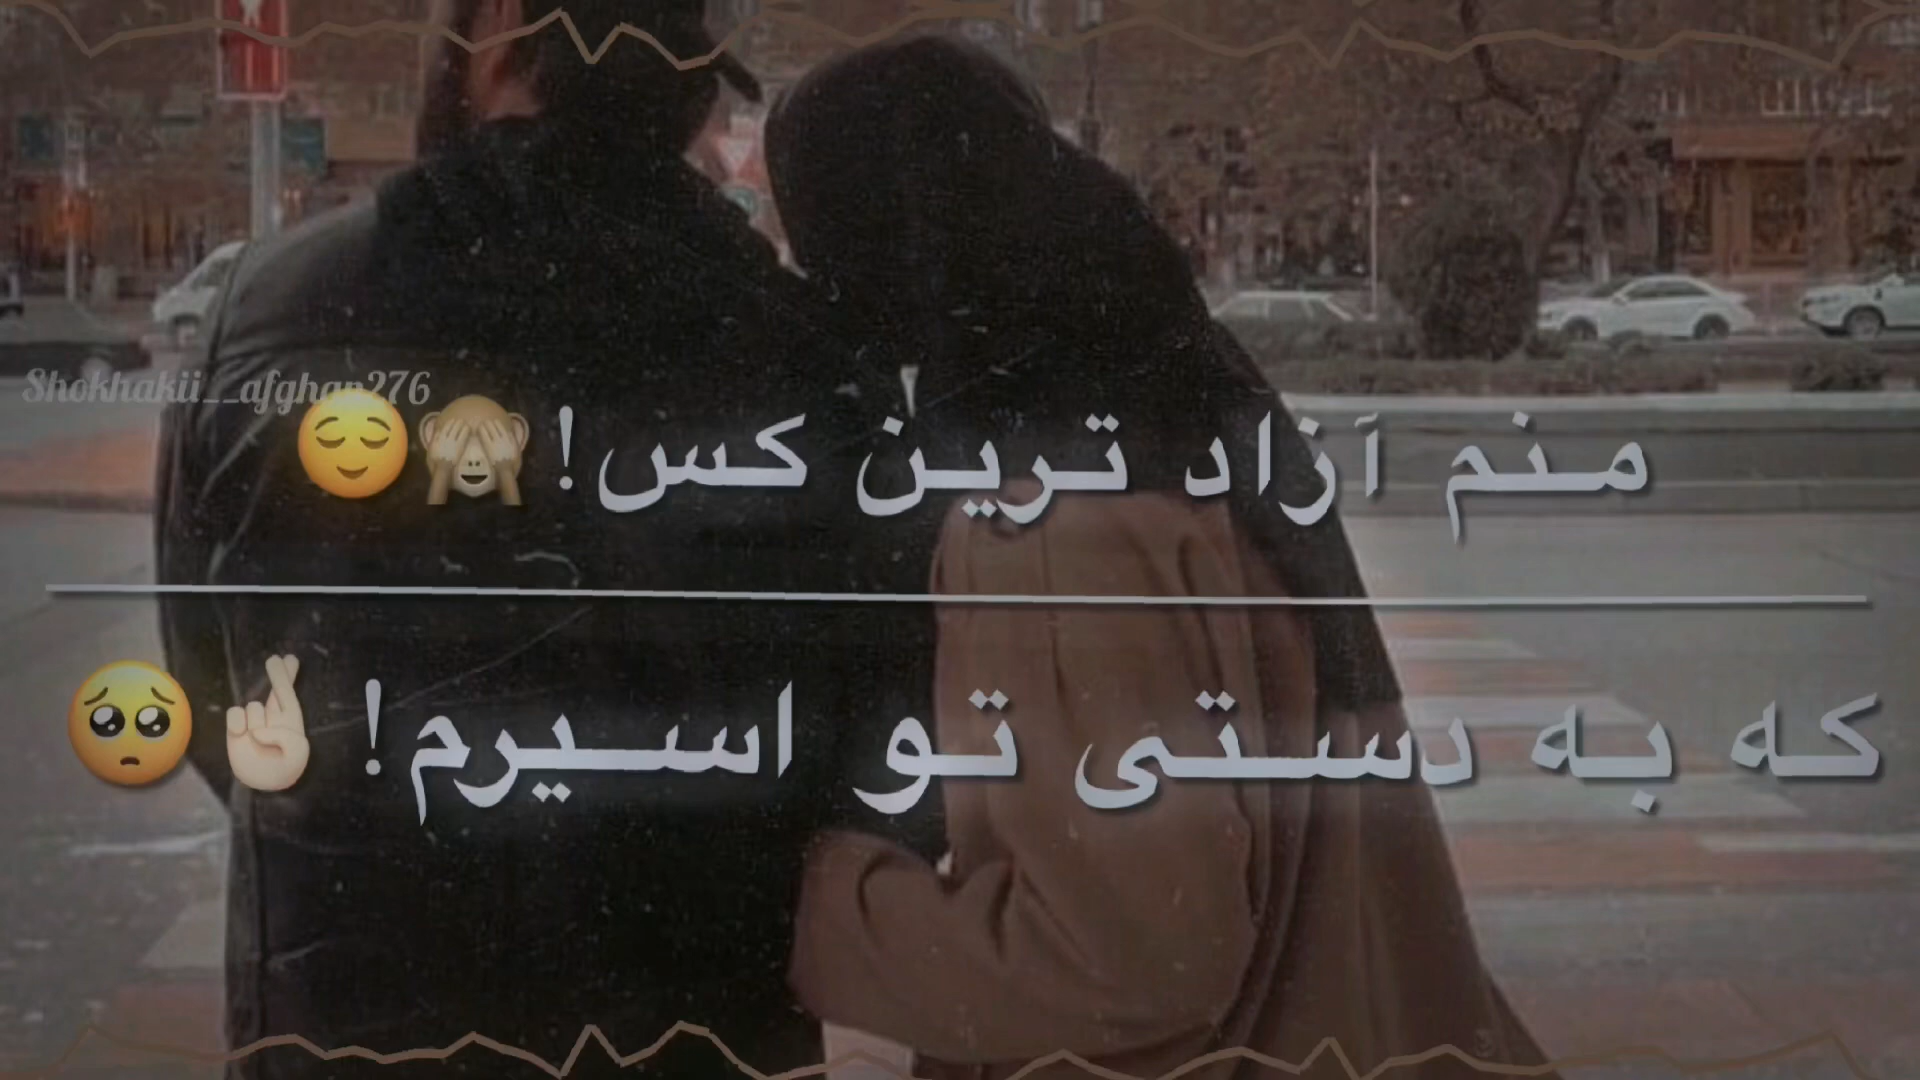 Shokhakii__afghan276
منم آزاد ترین کس!🙈😌
که به دستی تو اسیرم!🤞🏻🥺